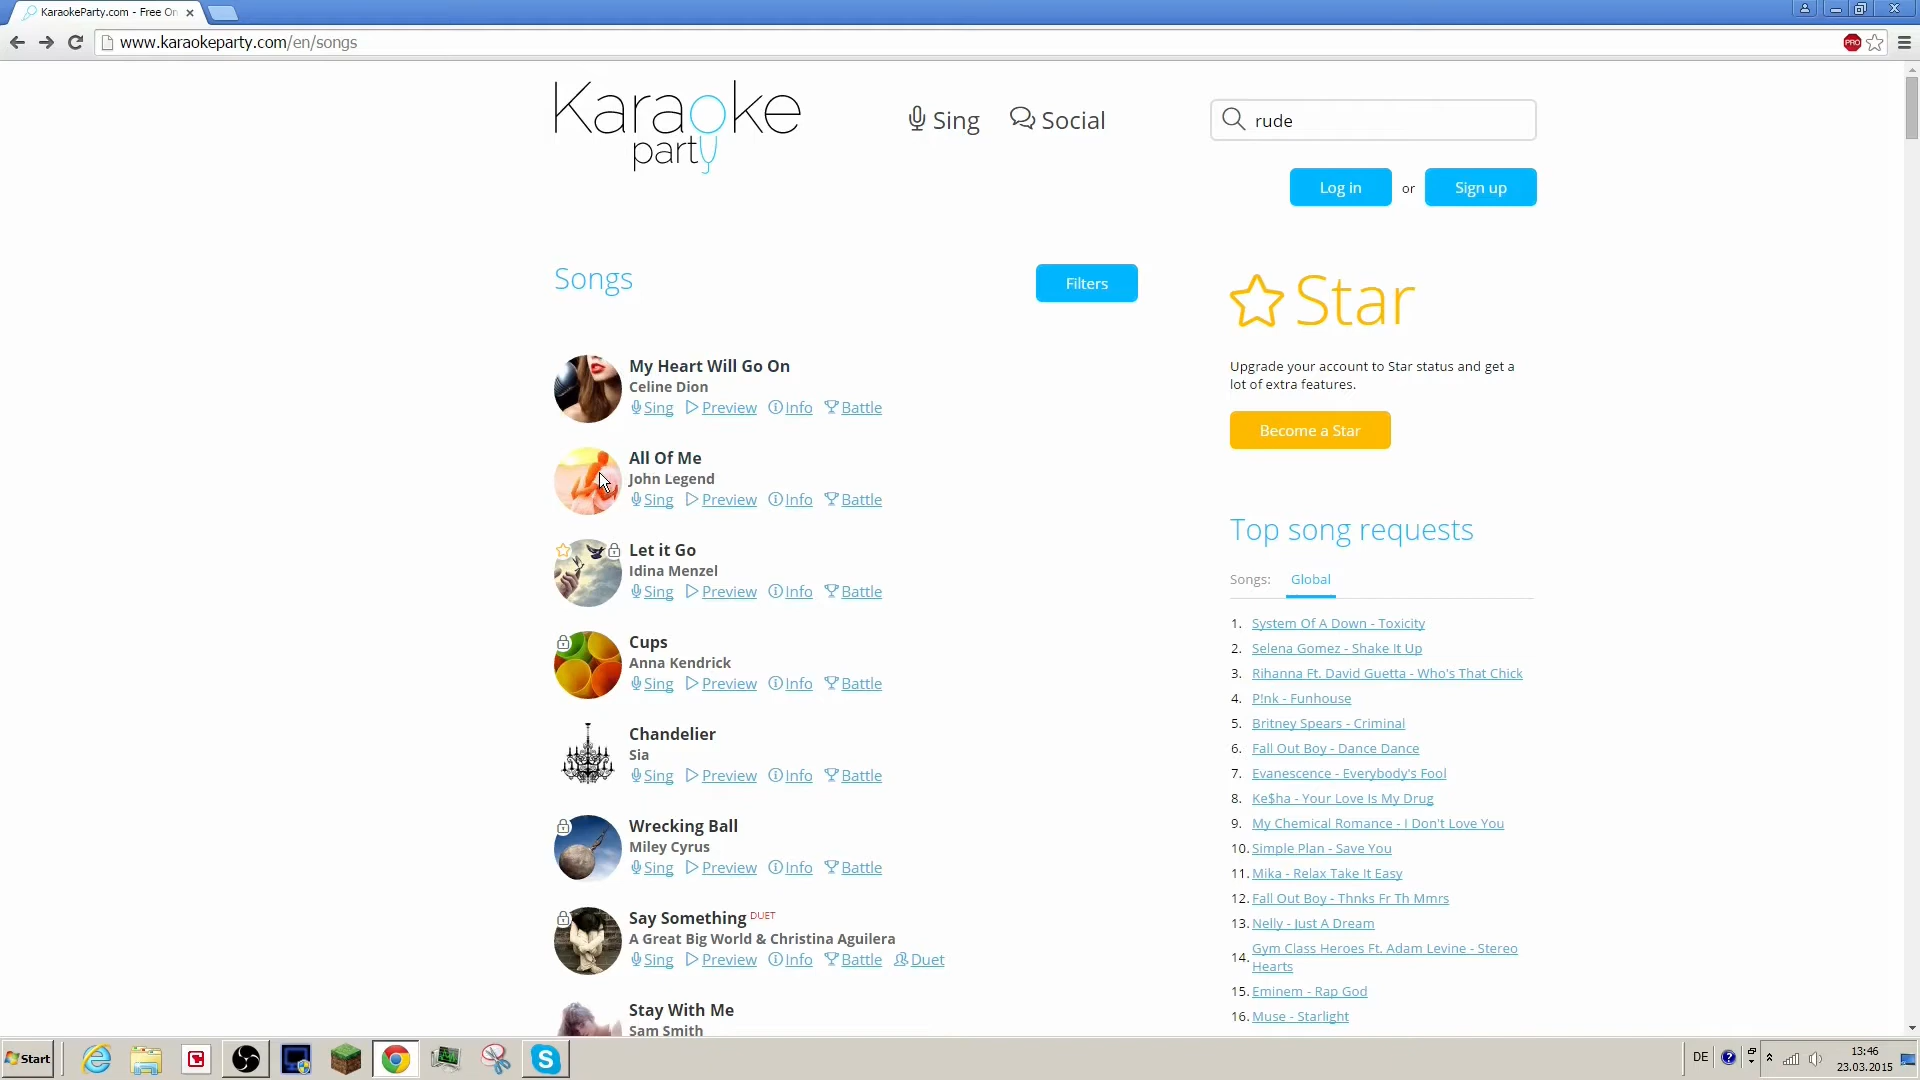 KaraokeParty.com - Free On
www.karaokeparty.com/en/songs
PRO
Karaoke
party
Sing
Social
rude
Log in
or
Sign up
Songs
Filters
My Heart Will Go On
Celine Dion
Sing Preview Info Battle
All Of Me
John Legend
Sing Preview Info Battle
Let it Go
Idina Menzel
Sing Preview Info Battle
Cups
Anna Kendrick
Sing Preview Info Battle
Chandelier
Sia
Sing Preview Info Battle
Wrecking Ball
Miley Cyrus
Sing Preview Info Battle
Say Something DUET
A Great Big World & Christina Aguilera
Sing Preview Info Battle Duet
Stay With Me
Sam Smith
Star
Upgrade your account to Star status and get a
lot of extra features.
Become a Star
Top song requests
Songs: Global
1. System Of A Down - Toxicity
2. Selena Gomez - Shake It Up
3. Rihanna Ft. David Guetta - Who's That Chick
4. P!nk - Funhouse
5. Britney Spears - Criminal
6. Fall Out Boy - Dance Dance
7. Evanescence - Everybody's Fool
8. Ke$ha - Your Love Is My Drug
9. My Chemical Romance - I Don't Love You
10. Simple Plan - Save You
11. Mika - Relax Take It Easy
12. Fall Out Boy - Thnks Fr Th Mmrs
13. Nelly - Just A Dream
14. Gym Class Heroes Ft. Adam Levine - Stereo
Hearts
15. Eminem - Rap God
16. Muse - Starlight
Start
DE
13:46
23.03.2015